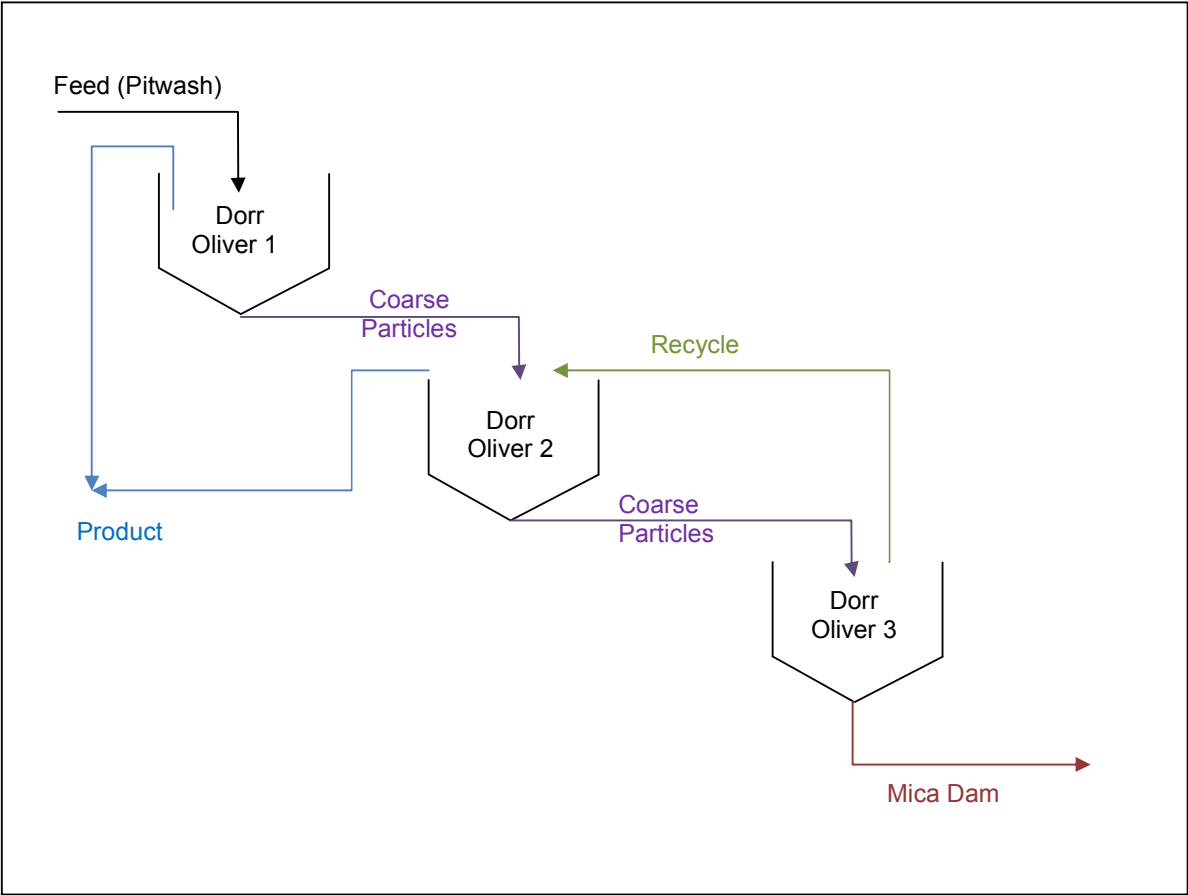 Feed (Pitwash)
Dorr
Oliver 1
Coarse
Particles
Recycle
Dorr
Oliver 2
Coarse
Particles
Product
Dorr
Oliver 3
Mica Dam